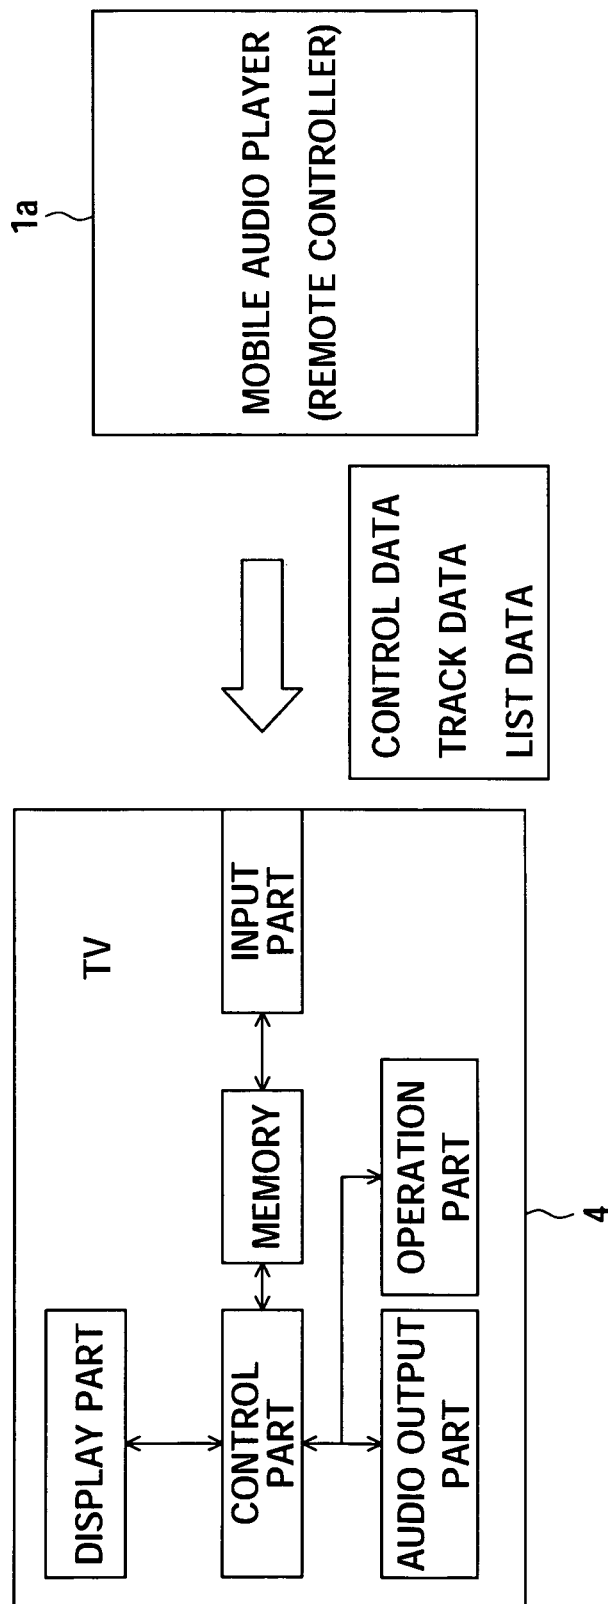 TV
DISPLAY PART
CONTROL
PART
MEMORY
INPUT
PART
AUDIO OUTPUT
PART
OPERATION
PART
4
CONTROL DATA
TRACK DATA
LIST DATA
1a
MOBILE AUDIO PLAYER
(REMOTE CONTROLLER)